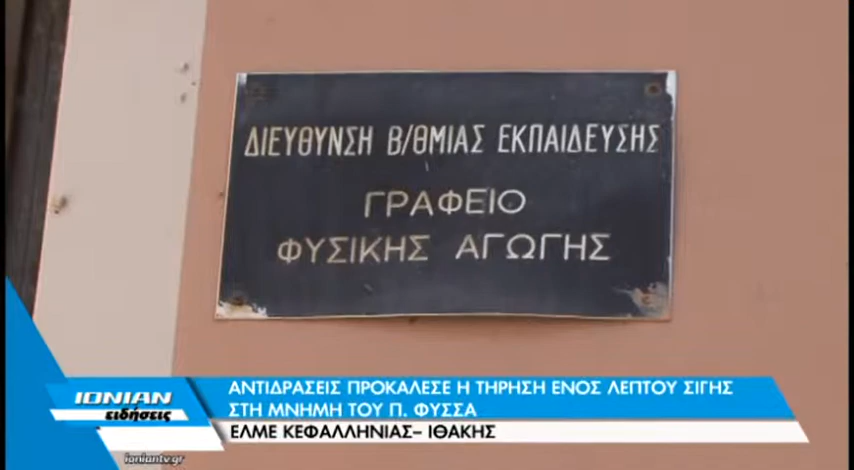 ΔΙΕΥΘΥΝΣΗ Β/ΘΜΙΑΣ ΕΚΠΑΙΔΕΥΣΗΣ
ΓΡΑΦΕΙΟ
ΦΥΣΙΚΗΣ ΑΓΩΓΗΣ
IONIAN
ειδήσεις
ioniantv.gr
ΑΝΤΙΔΡΑΣΕΙΣ ΠΡΟΚΑΛΕΣΕ Η ΤΗΡΗΣΗ ΕΝΟΣ ΛΕΠΤΟΥ ΣΙΓΗΣ
ΣΤΗ ΜΝΗΜΗ ΤΟΥ Π. ΦΥΣΣΑ
ΕΛΜΕ ΚΕΦΑΛΛΗΝΙΑΣ– ΙΘΑΚΗΣ